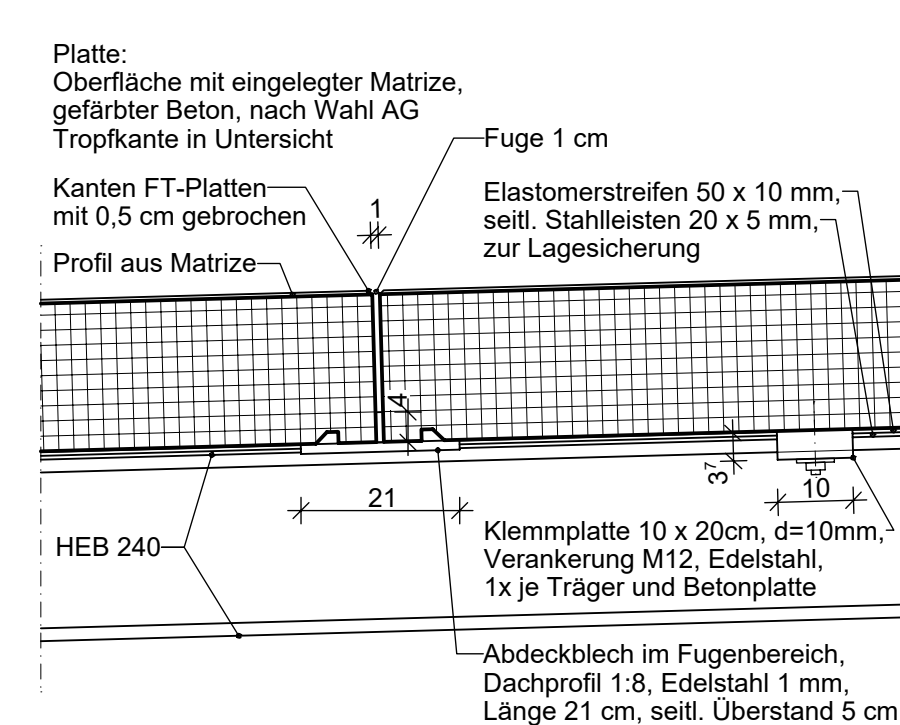 Platte:
Oberfläche mit eingelegter Matrize,
gefärbter Beton, nach Wahl AG
Tropfkante in Untersicht
Fuge 1 cm
Kanten FT-Platten
mit 0,5 cm gebrochen
1
Elastomerstreifen 50 x 10 mm,
seitl. Stahlleisten 20 x 5 mm,
zur Lagesicherung
Profil aus Matrize
4
3⁷
10
21
HEB 240
Klemmplatte 10 x 20cm, d=10mm,
Verankerung M12, Edelstahl,
1x je Träger und Betonplatte
Abdeckblech im Fugenbereich,
Dachprofil 1:8, Edelstahl 1 mm,
Länge 21 cm, seitl. Überstand 5 cm